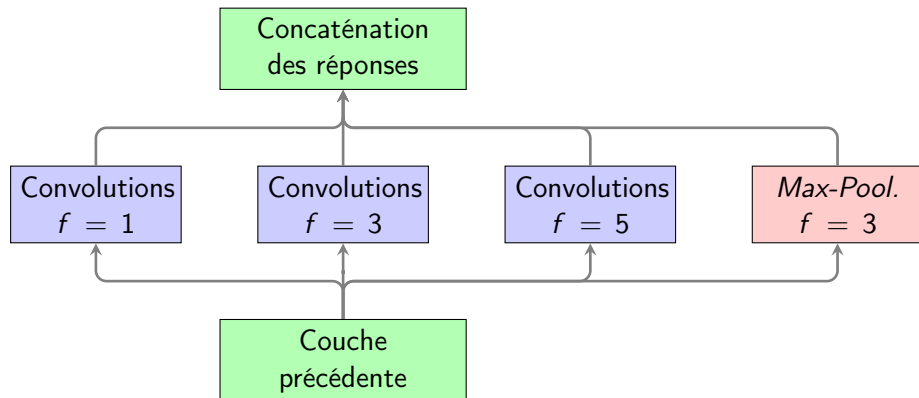 Concaténation
des réponses
Convolutions
f = 1
Convolutions
f = 3
Convolutions
f = 5
Max-Pool.
f = 3
Couche
précédente